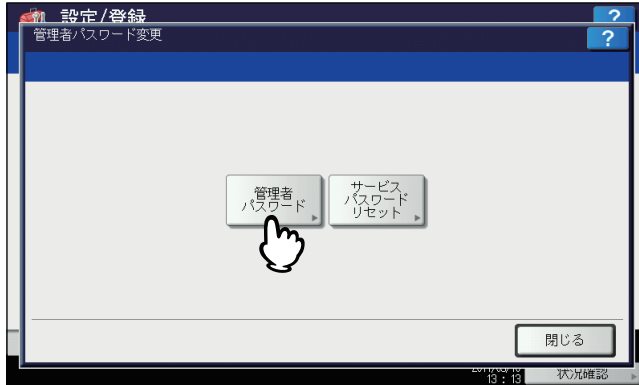 設定/登録
?
管理者パスワード変更
?
管理者
パスワード
サービス
パスワード
リセット
閉じる
13 : 13
状況確認